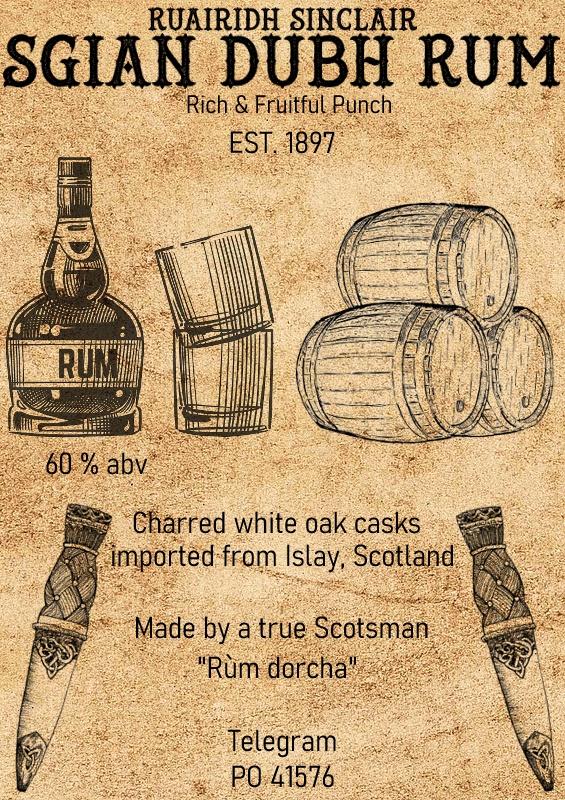 RUAIRIDH SINCLAIR
SGIAN DUBH RUM
Rich & Fruitful Punch
EST. 1897
RUM
60 % abv
Charred white oak casks
imported from Islay, Scotland
Made by a true Scotsman
"Rùm dorcha"
Telegram
PO 41576